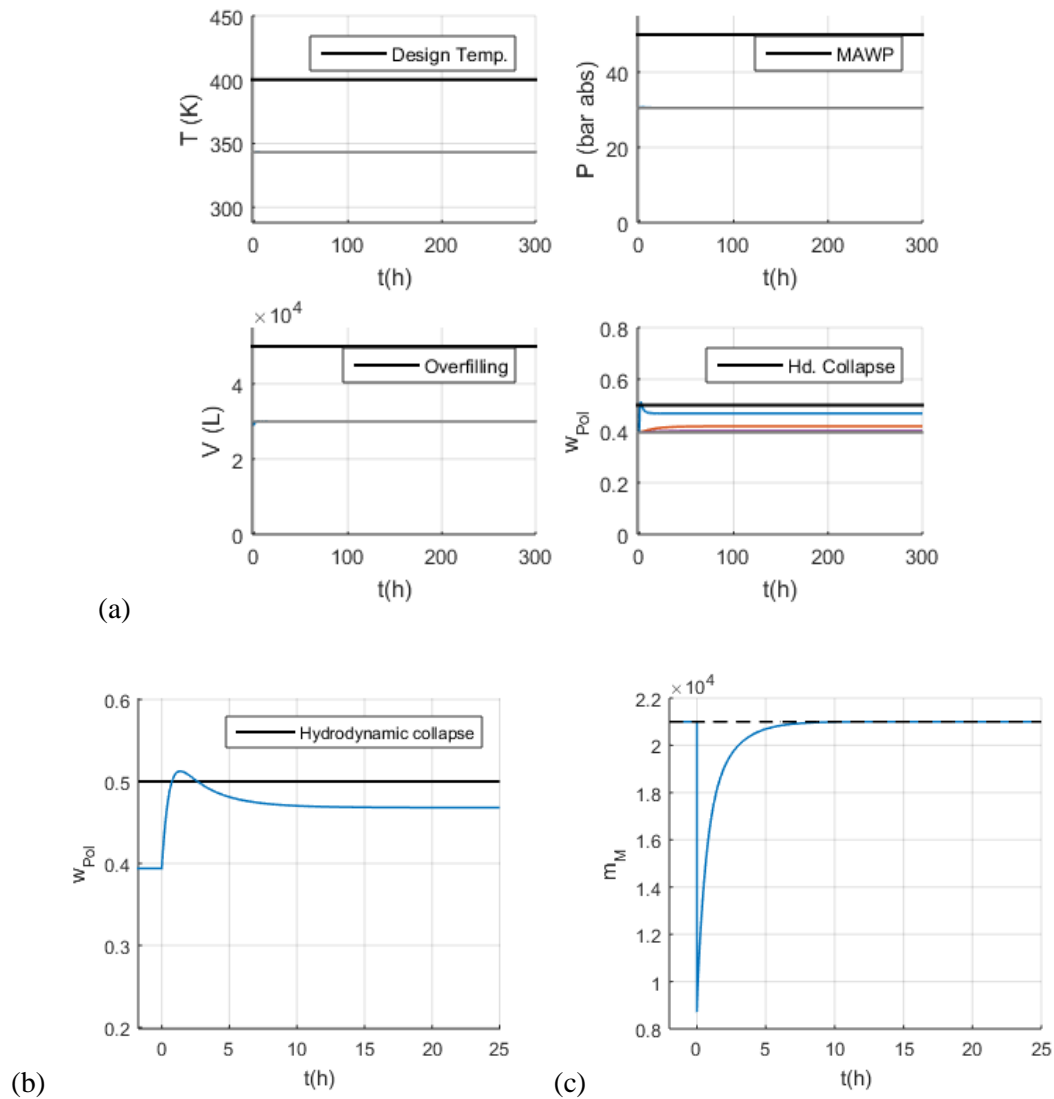 450
400
350
300
T (K)
Design Temp.
0 100 200 300
t(h)
40
20
0
P (bar abs)
MAWP
0 100 200 300
t(h)
× 10⁴
4
2
0
V (L)
Overfilling
0 100 200 300
t(h)
0.8
0.6
0.4
0.2
0
w_Pol
Hd. Collapse
0 100 200 300
t(h)
(a)
0.6
0.5
0.4
0.3
0.2
w_Pol
Hydrodynamic collapse
0 5 10 15 20 25
t(h)
(b)
× 10⁴
2.2
2
1.8
1.6
1.4
1.2
1
0.8
m_M
0 5 10 15 20 25
t(h)
(c)